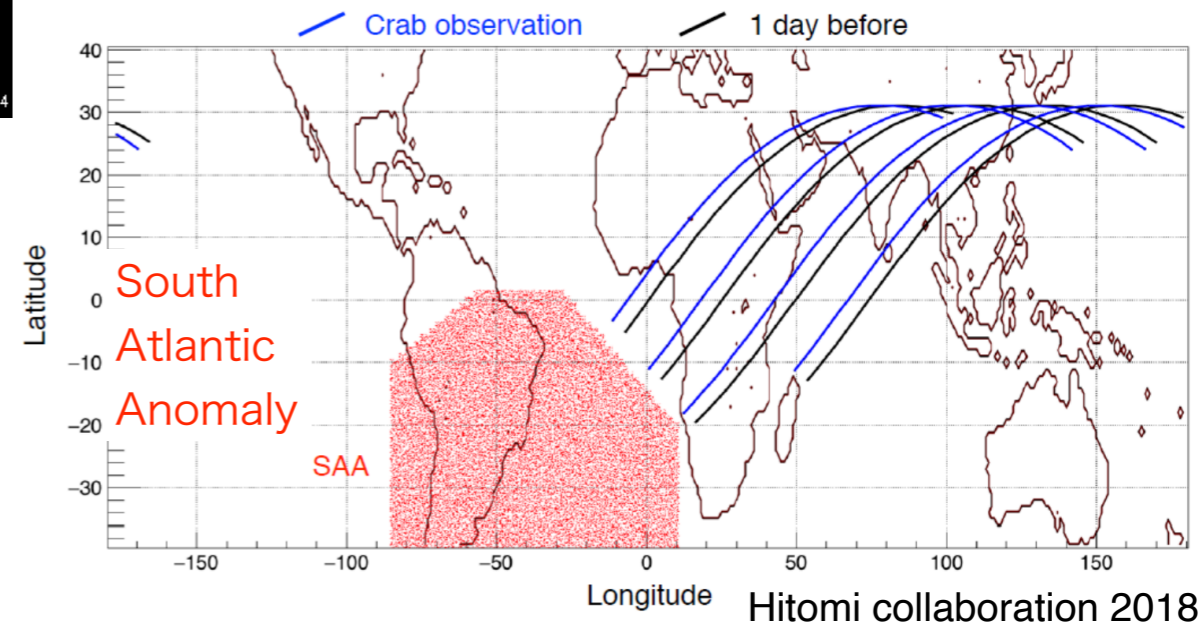 4
Crab observation
1 day before
40
30
20
10
0
−10
−20
−30
Latitude
South
Atlantic
Anomaly
SAA
−150
−100
−50
0
50
100
150
Longitude
Hitomi collaboration 2018